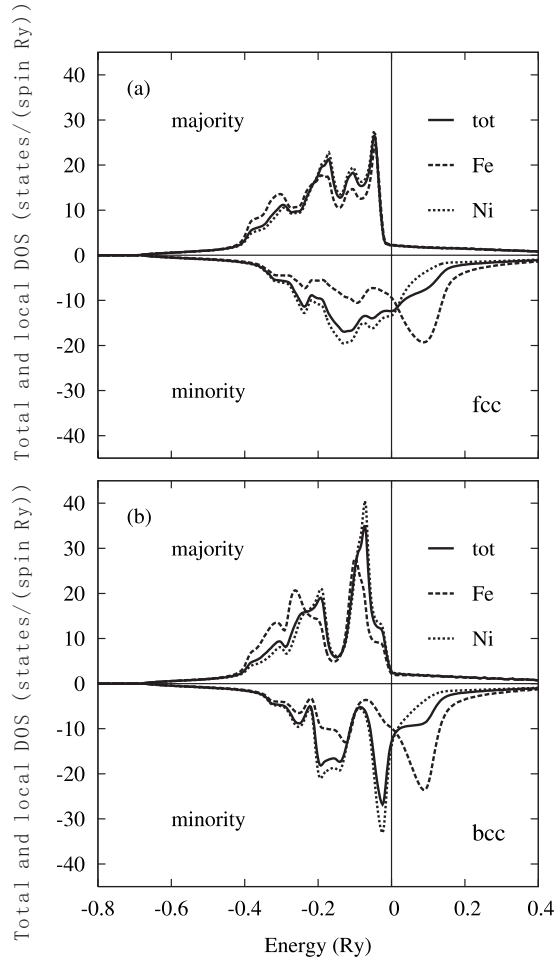 Total and local DOS (states/(spin Ry))
40
30
20
10
0
-10
-20
-30
-40
(a)
majority
tot
Fe
Ni
minority
fcc
Total and local DOS (states/(spin Ry))
40
30
20
10
0
-10
-20
-30
-40
(b)
majority
tot
Fe
Ni
minority
bcc
-0.8 -0.6 -0.4 -0.2 0 0.2 0.4
Energy (Ry)